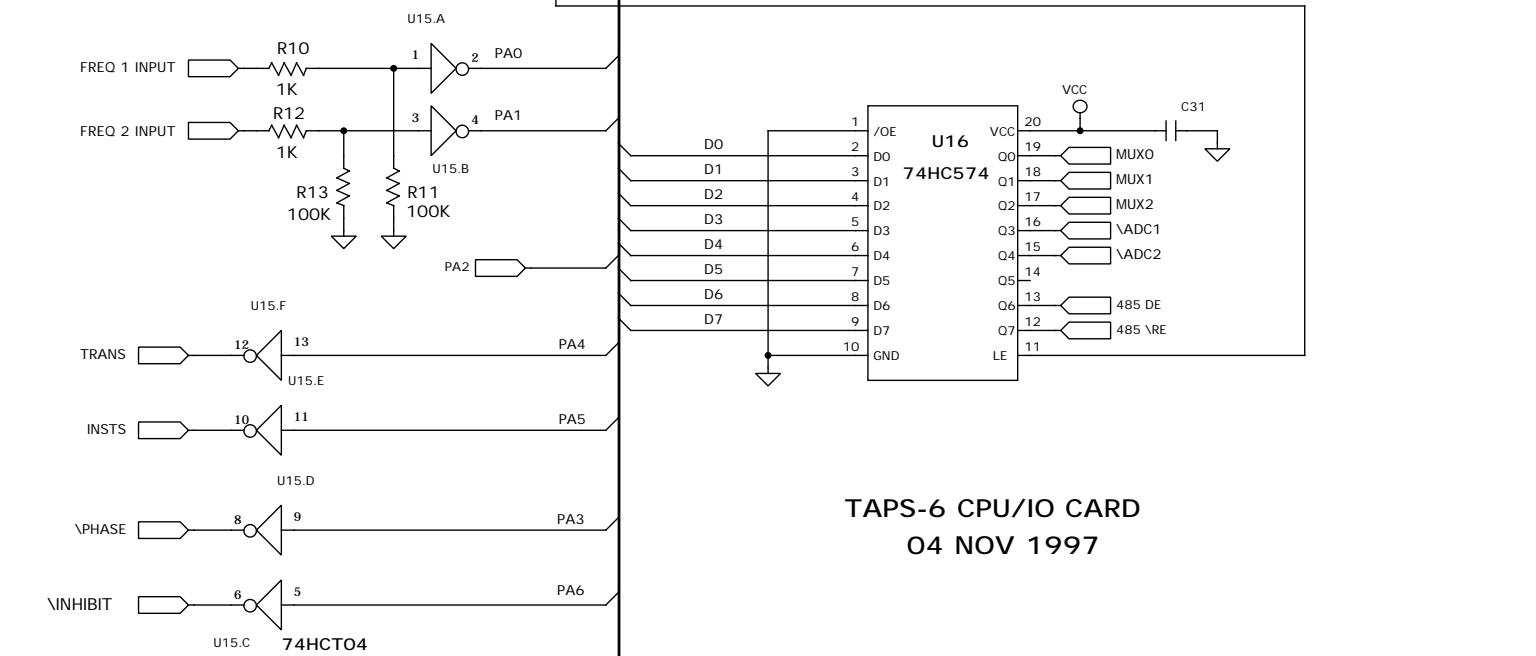 U15.A
FREQ 1 INPUT
R10
1K
1
2
PA0
FREQ 2 INPUT
R12
1K
3
4
PA1
U15.B
R13
100K
R11
100K
PA2
U15.F
TRANS
12
13
PA4
U15.E
INSTS
10
11
PA5
U15.D
\PHASE
8
9
PA3
\INHIBIT
6
5
PA6
U15.C
74HCT04
D0
D1
D2
D3
D4
D5
D6
D7
VCC
C31
U16
74HC574
1 /OE
2 D0
3 D1
4 D2
5 D3
6 D4
7 D5
8 D6
9 D7
10 GND
VCC 20
Q0 19 MUX0
Q1 18 MUX1
Q2 17 MUX2
Q3 16 \ADC1
Q4 15 \ADC2
Q5 14
Q6 13 485 DE
Q7 12 485 \RE
LE 11
TAPS-6 CPU/IO CARD
04 NOV 1997